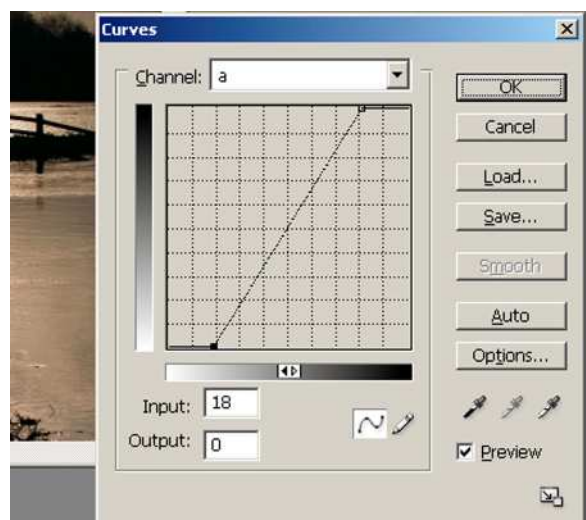 Curves
Channel: a
OK
Cancel
Load...
Save...
Smooth
Auto
Options...
Input: 18
Output: 0
Preview